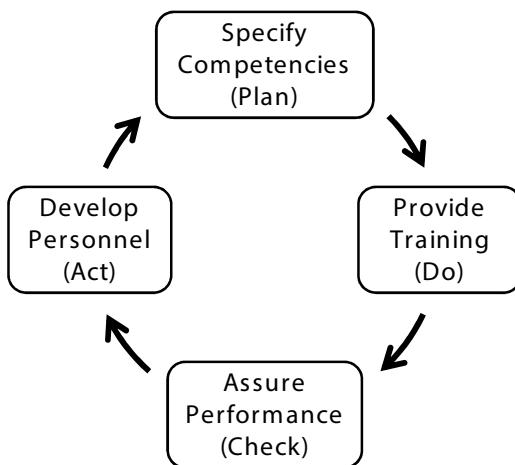 Specify
Competencies
(Plan)
Develop
Personnel
(Act)
Provide
Training
(Do)
Assure
Performance
(Check)